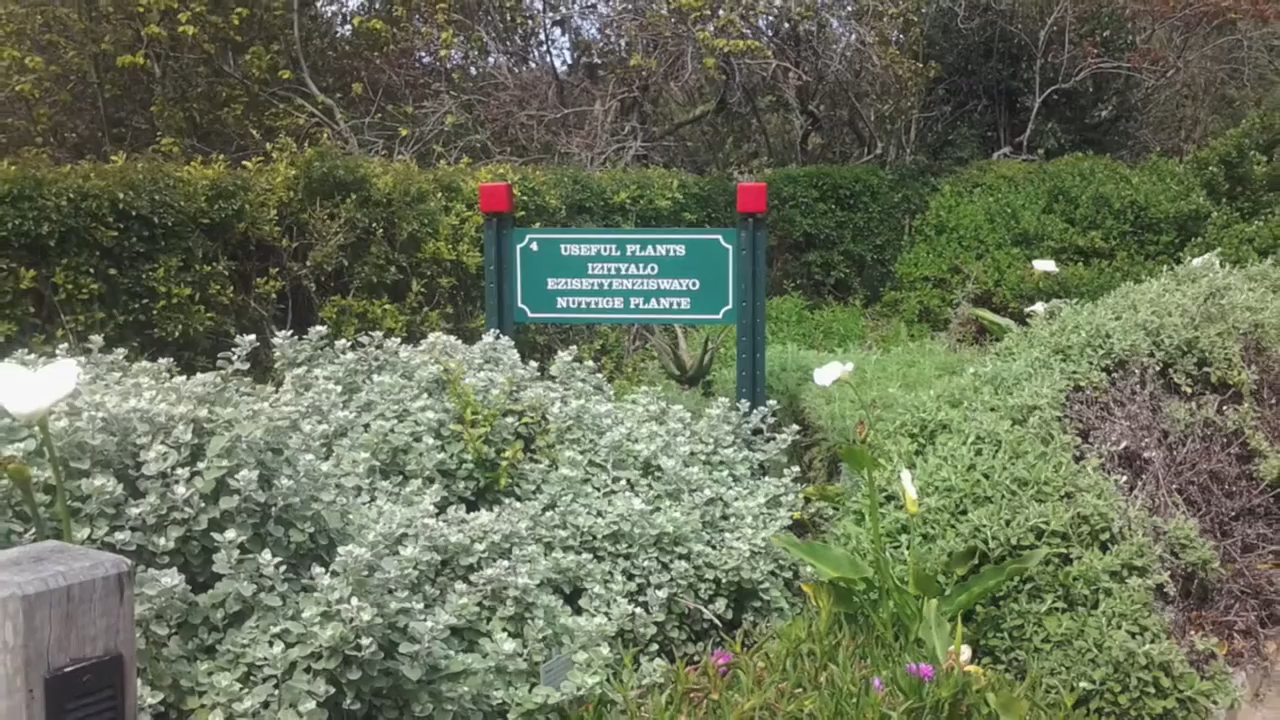 4
USEFUL PLANTS
IZITYALO
EZISETYENZISWAYO
NUTTIGE PLANTE